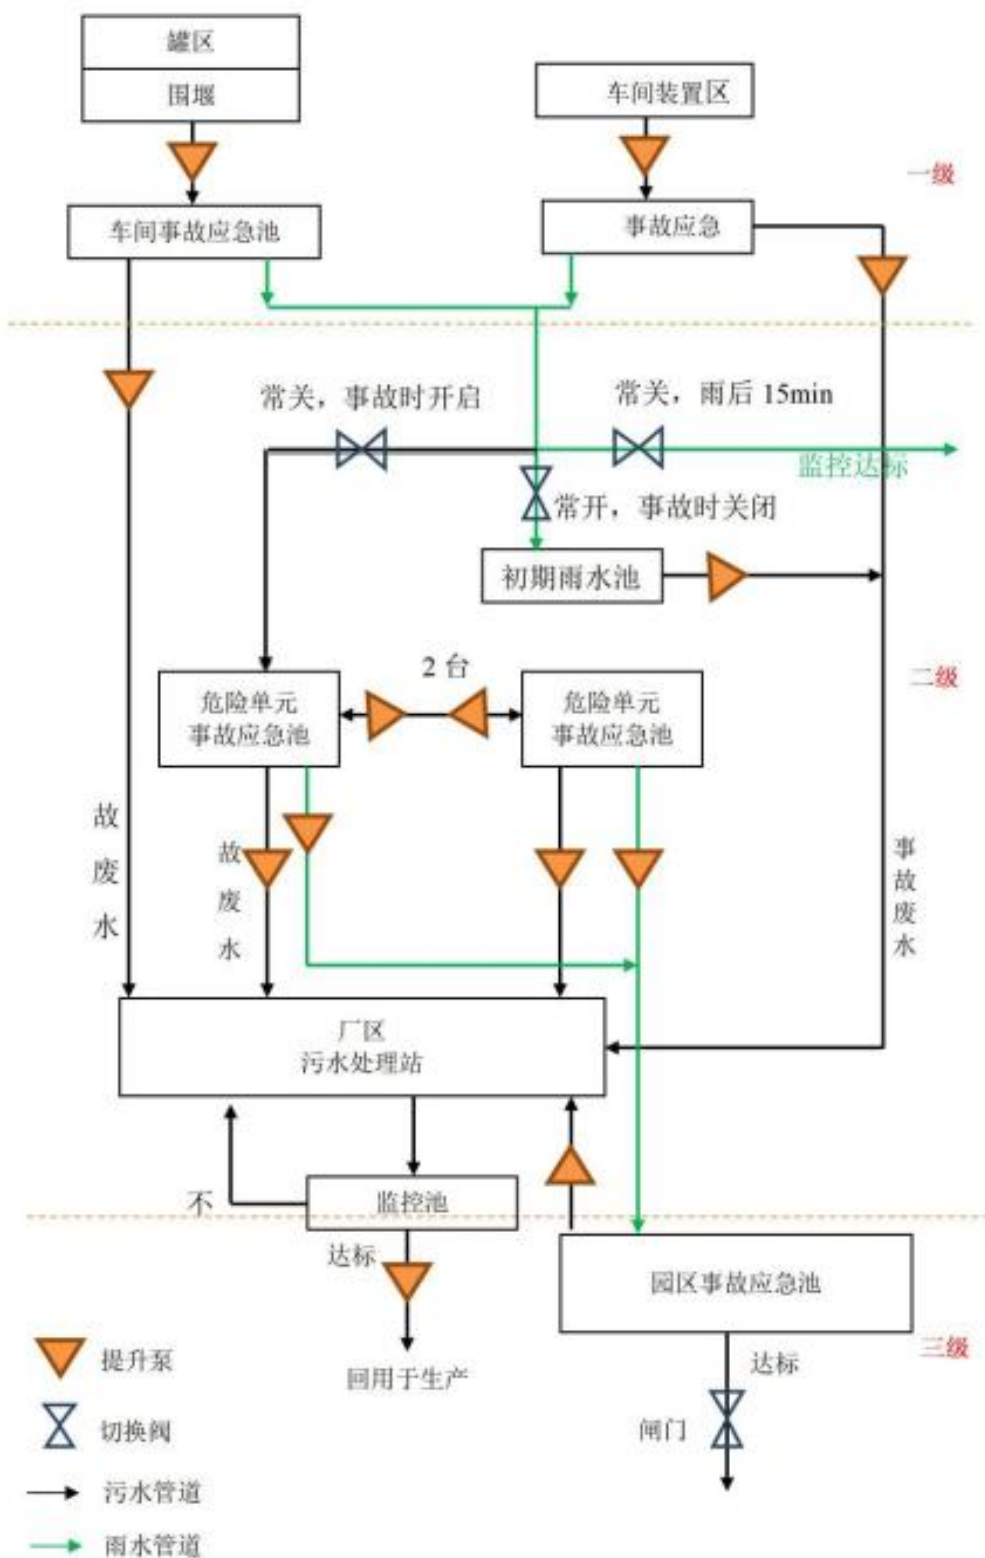 罐区
围堰
车间装置区
一级
车间事故应急池
事故应急
常关，事故时开启
常关，雨后 15min
监控达标
常开，事故时关闭
初期雨水池
2 台
二级
危险单元
事故应急池
危险单元
事故应急池
故
废
水
故
废
水
事
故
废
水
厂区
污水处理站
不
监控池
达标
园区事故应急池
三级
提升泵
回用于生产
达标
切换阀
闸门
污水管道
雨水管道